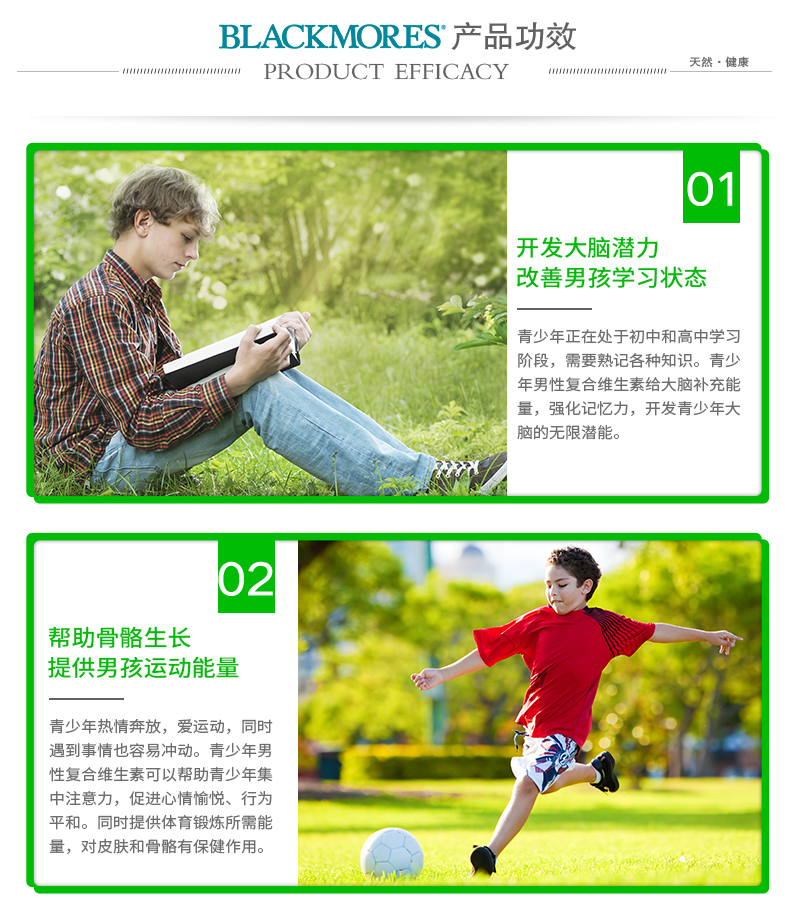 BLACKMORES® 产品功效
PRODUCT EFFICACY
天然·健康
01
开发大脑潜力
改善男孩学习状态
青少年正在处于初中和高中学习
阶段，需要熟记各种知识。青少
年男性复合维生素给大脑补充能
量，强化记忆力，开发青少年大
脑的无限潜能。
02
帮助骨骼生长
提供男孩运动能量
青少年热情奔放，爱运动，同时
遇到事情也容易冲动。青少年男
性复合维生素可以帮助青少年集
中注意力，促进心情愉悦、行为
平和。同时提供体育锻炼所需能
量，对皮肤和骨骼有保健作用。